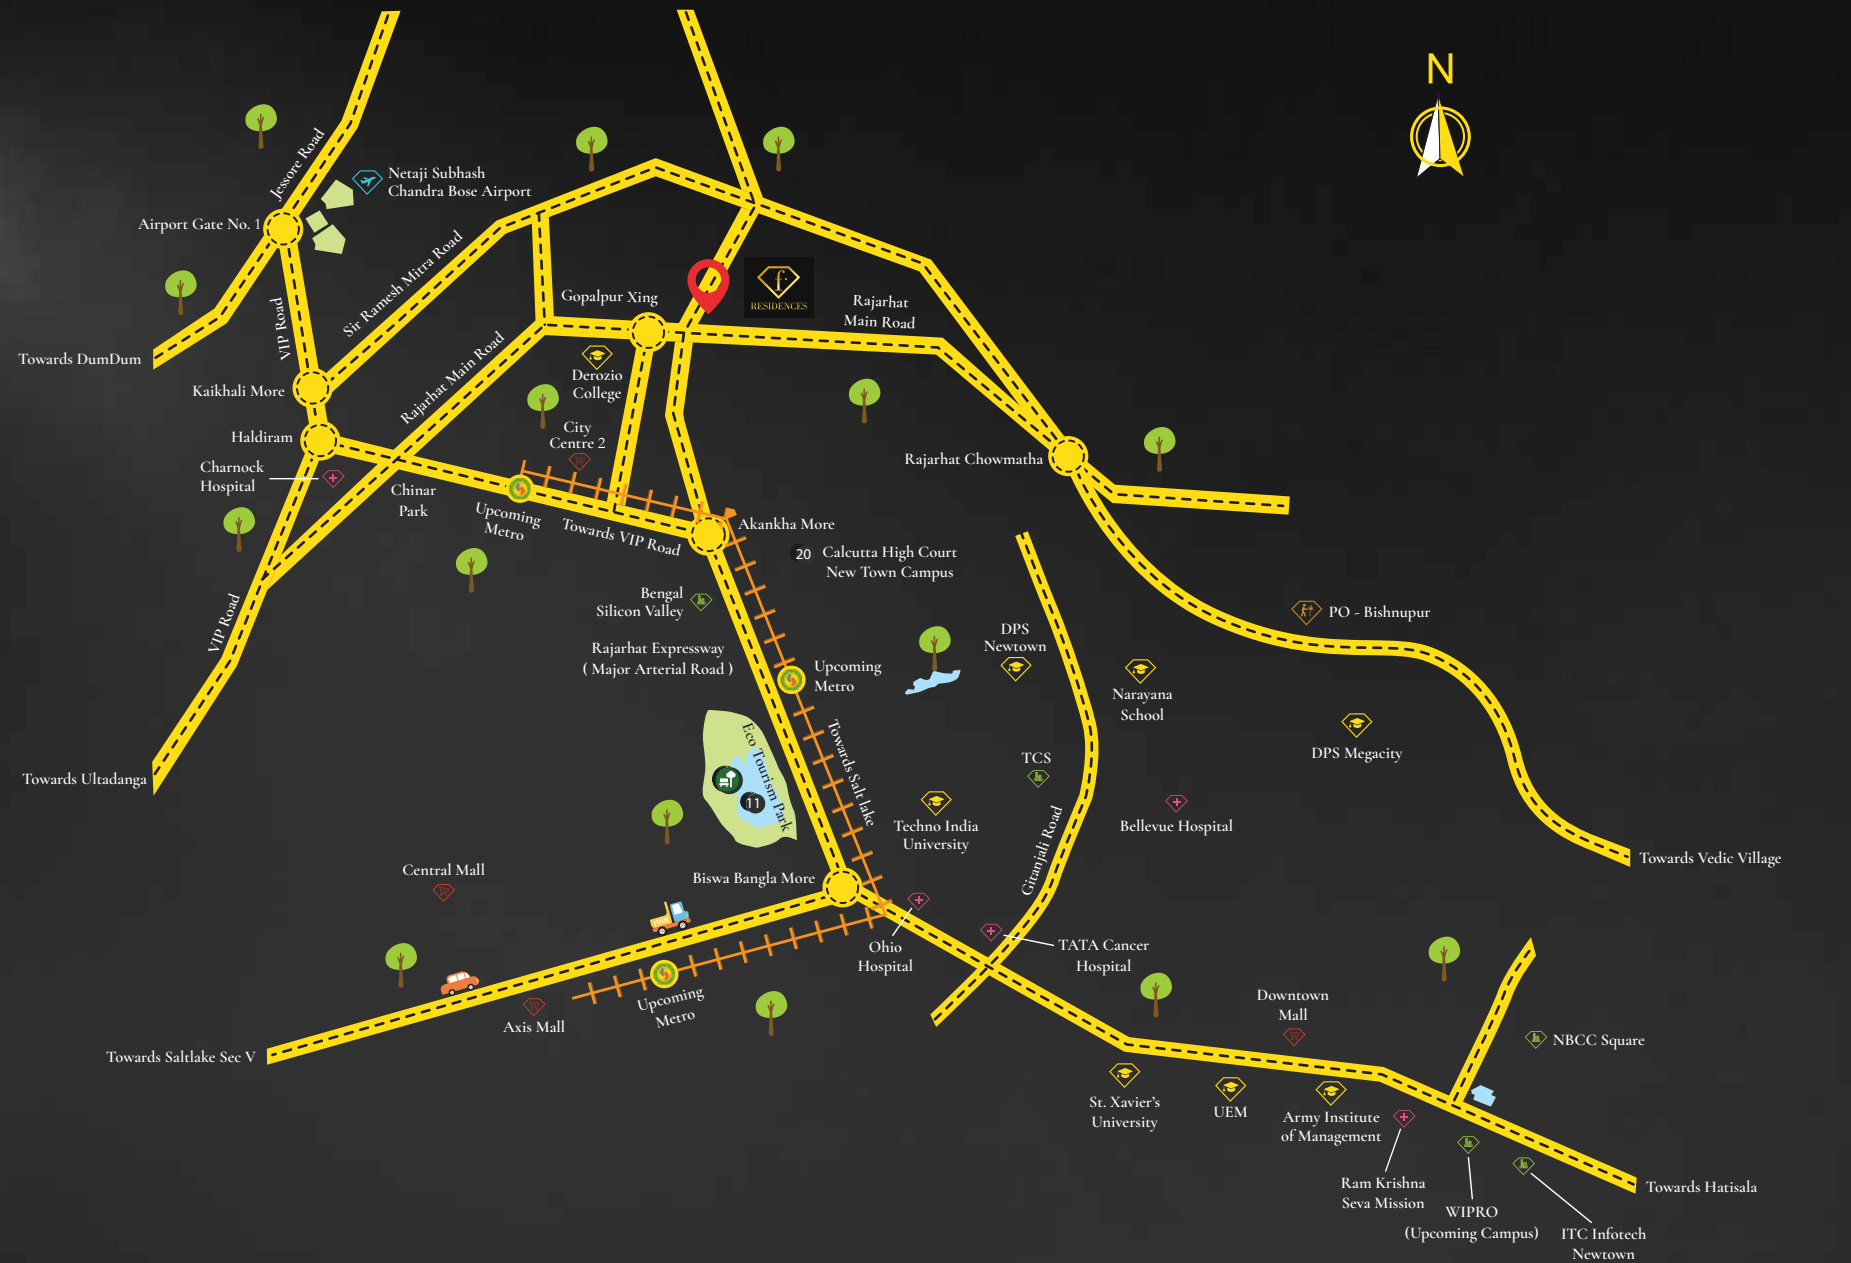 N
Jessore Road
Netaji Subhash
Chandra Bose Airport
Airport Gate No. 1
Sir Ramesh Mitra Road
VIP Road
Towards DumDum
Gopalpur Xing
f
RESIDENCES
Rajarhat
Main Road
Kaikhali More
Rajarhat Main Road
Derozio
College
Haldiram
City
Centre 2
Charnock
Hospital
Chinar
Park
Upcoming
Metro
Towards VIP Road
Rajarhat Chowmatha
Akankha More
20
Calcutta High Court
New Town Campus
Bengal
Silicon Valley
VIP Road
Rajarhat Expressway
( Major Arterial Road )
Upcoming
Metro
DPS
Newtown
PO - Bishnupur
Narayana
School
DPS Megacity
Towards Ultadanga
Eco Tourism Park
11
Towards Salt lake
TCS
Techno India
University
Gitanjali Road
Bellevue Hospital
Towards Vedic Village
Central Mall
Biswa Bangla More
Ohio
Hospital
TATA Cancer
Hospital
Axis Mall
Upcoming
Metro
Towards Saltlake Sec V
Downtown
Mall
NBCC Square
St. Xavier's
University
UEM
Army Institute
of Management
Ram Krishna
Seva Mission
WIPRO
(Upcoming Campus)
ITC Infotech
Newtown
Towards Hatisala